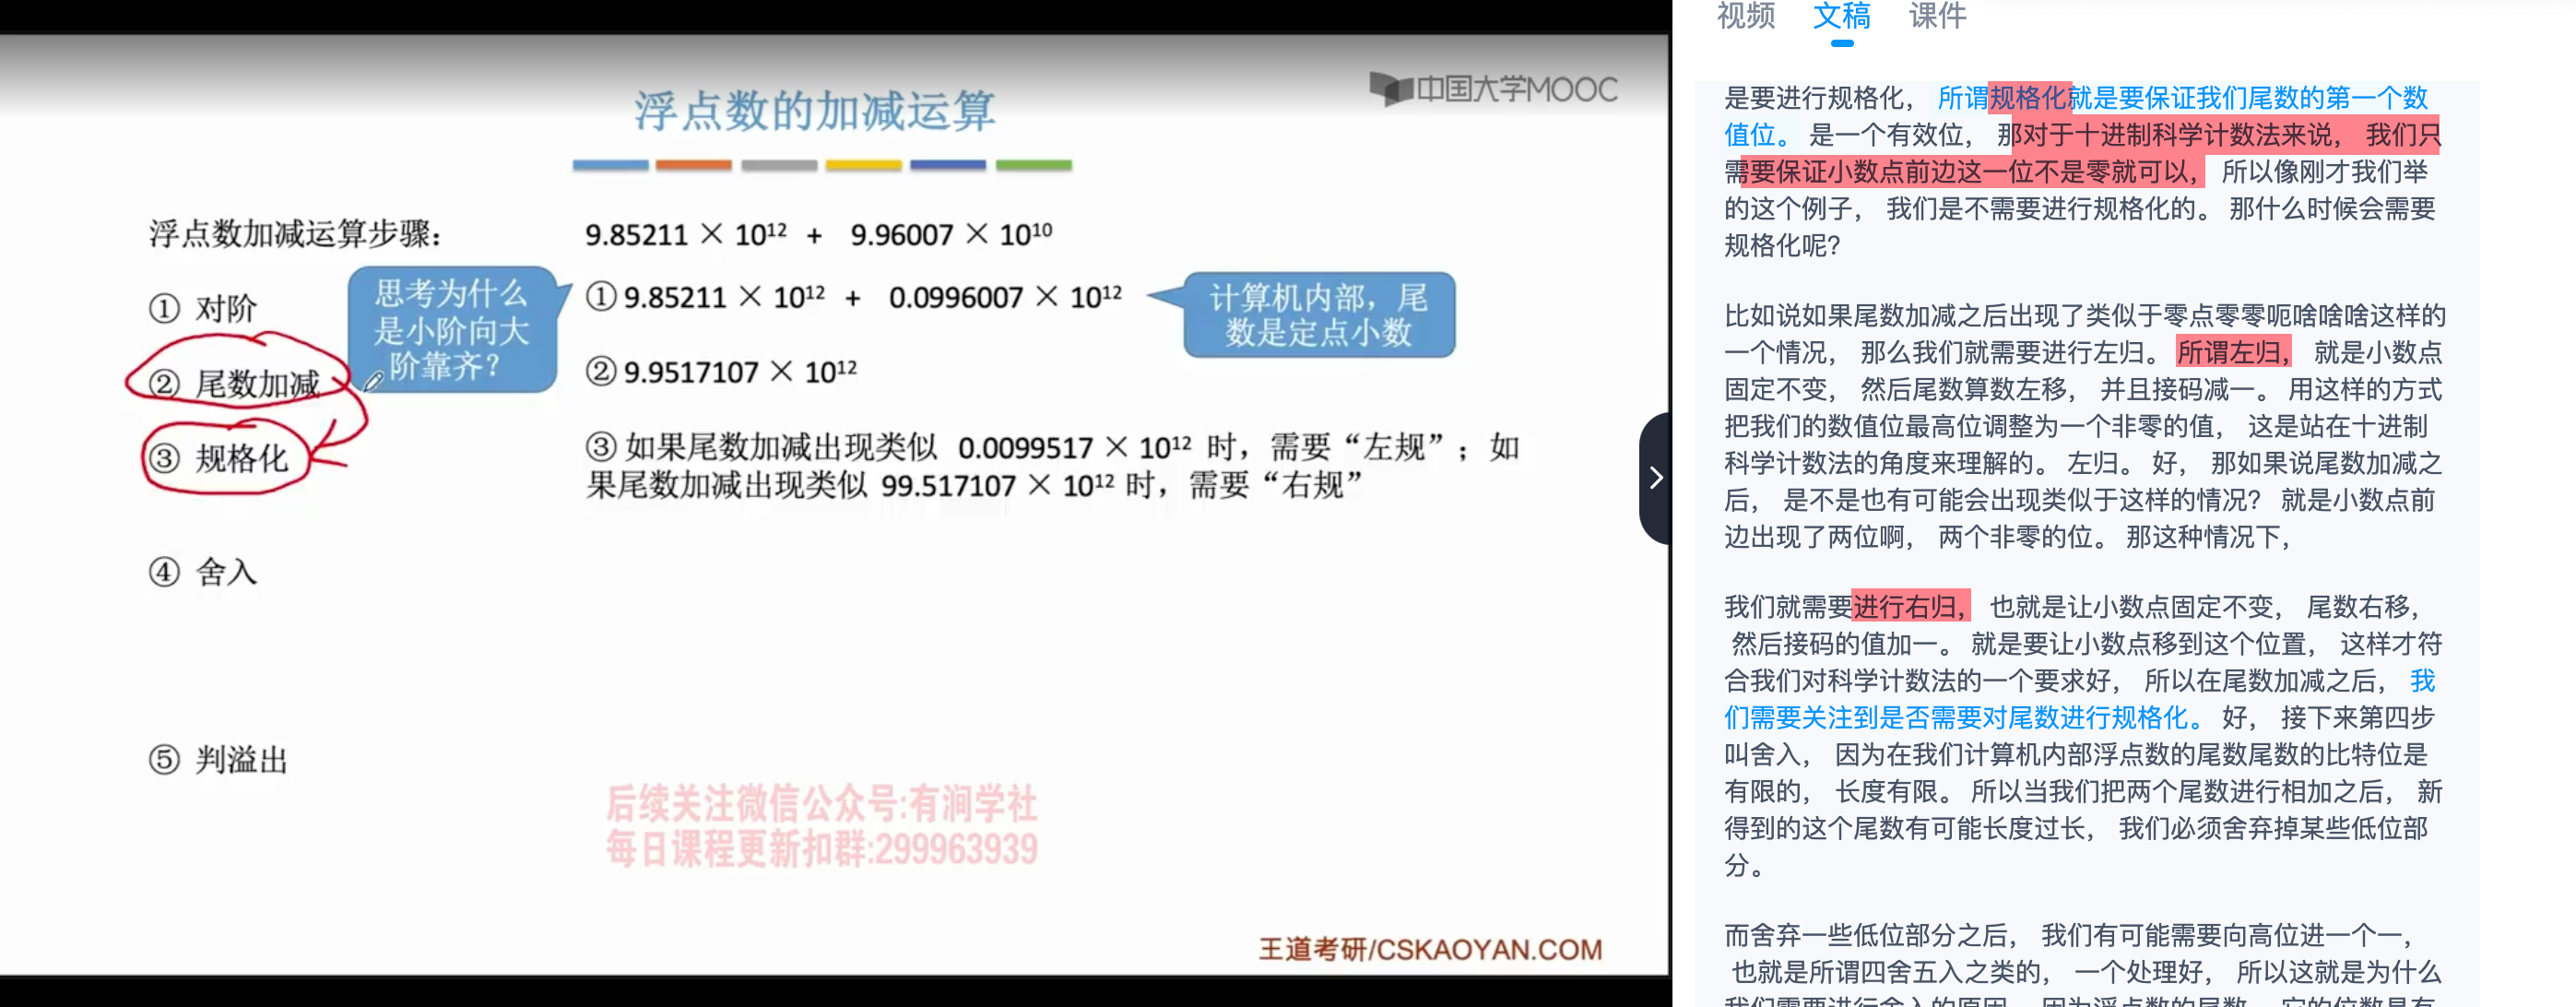 中国大学MOOC
浮点数的加减运算
浮点数加减运算步骤：
9.85211 × 10¹² + 9.96007 × 10¹⁰
① 对阶
思考为什么
是小阶向大
阶靠齐？
① 9.85211 × 10¹² + 0.0996007 × 10¹²
计算机内部，尾
数是定点小数
② 尾数加减
② 9.9517107 × 10¹²
③ 规格化
③ 如果尾数加减出现类似 0.0099517 × 10¹² 时，需要“左规”；如
果尾数加减出现类似 99.517107 × 10¹² 时，需要“右规”
④ 舍入
⑤ 判溢出
后续关注微信公众号:有涧学社
每日课程更新扣群:299963939
王道考研/CSKAOYAN.COM
视频 文稿 课件
是要进行规格化， 所谓规格化就是要保证我们尾数的第一个数
值位。 是一个有效位， 那对于十进制科学计数法来说， 我们只
需要保证小数点前边这一位不是零就可以， 所以像刚才我们举
的这个例子， 我们是不需要进行规格化的。 那什么时候会需要
规格化呢?
比如说如果尾数加减之后出现了类似于零点零零呃啥啥啥这样的
一个情况， 那么我们就需要进行左归。 所谓左归， 就是小数点
固定不变， 然后尾数算数左移， 并且接码减一。 用这样的方式
把我们的数值位最高位调整为一个非零的值， 这是站在十进制
科学计数法的角度来理解的。 左归。 好， 那如果说尾数加减之
后， 是不是也有可能会出现类似于这样的情况? 就是小数点前
边出现了两位啊， 两个非零的位。 那这种情况下，
我们就需要进行右归， 也就是让小数点固定不变， 尾数右移，
然后接码的值加一。 就是要让小数点移到这个位置， 这样才符
合我们对科学计数法的一个要求好， 所以在尾数加减之后， 我
们需要关注到是否需要对尾数进行规格化。 好， 接下来第四步
叫舍入， 因为在我们计算机内部浮点数的尾数尾数的比特位是
有限的， 长度有限。 所以当我们把两个尾数进行相加之后， 新
得到的这个尾数有可能长度过长， 我们必须舍弃掉某些低位部
分。
而舍弃一些低位部分之后， 我们有可能需要向高位进一个一，
也就是所谓四舍五入之类的， 一个处理好， 所以这就是为什么
我们需要进行舍入的原因， 因为浮点数的尾数， 它的位数是有